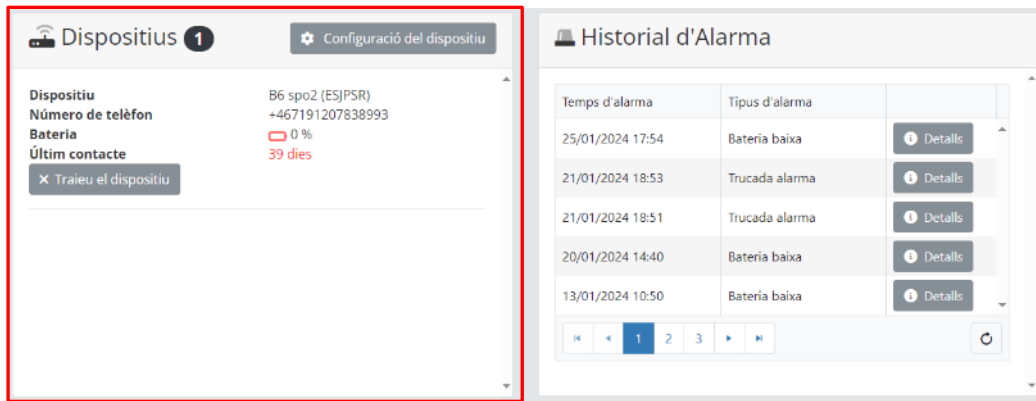 Dispositius 1
Configuració del dispositiu
Dispositiu B6 spo2 (ESJPSR)
Número de telèfon +467191207838993
Bateria 0 %
Últim contacte 39 dies
× Traieu el dispositiu
Historial d'Alarma
Temps d'alarma Tipus d'alarma
25/01/2024 17:54 Bateria baixa Detalls
21/01/2024 18:53 Trucada alarma Detalls
21/01/2024 18:51 Trucada alarma Detalls
20/01/2024 14:40 Bateria baixa Detalls
13/01/2024 10:50 Bateria baixa Detalls
1 2 3